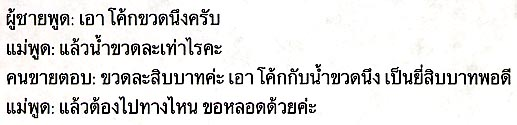 ผู้ชายพูด: เอา โค้กขวดนึงครับ
แม่พูด: แล้วน้ำขวดละเท่าไรคะ
คนขายตอบ: ขวดละสิบบาทค่ะ เอา โค้กกับน้ำขวดนึง เป็นยี่สิบบาทพอดี
แม่พูด: แล้วต้องไปทางไหน ขอหลอดด้วยค่ะ